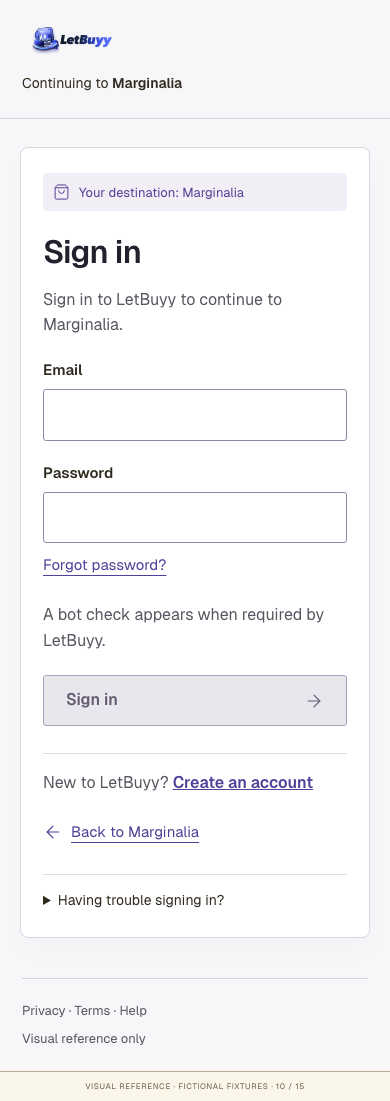 LetBuyy
Continuing to Marginalia
Your destination: Marginalia
Sign in
Sign in to LetBuyy to continue to
Marginalia.
Email
Password
Forgot password?
A bot check appears when required by
LetBuyy.
Sign in
New to LetBuyy? Create an account
Back to Marginalia
Having trouble signing in?
Privacy · Terms · Help
Visual reference only
VISUAL REFERENCE · FICTIONAL FIXTURES · 10 / 15